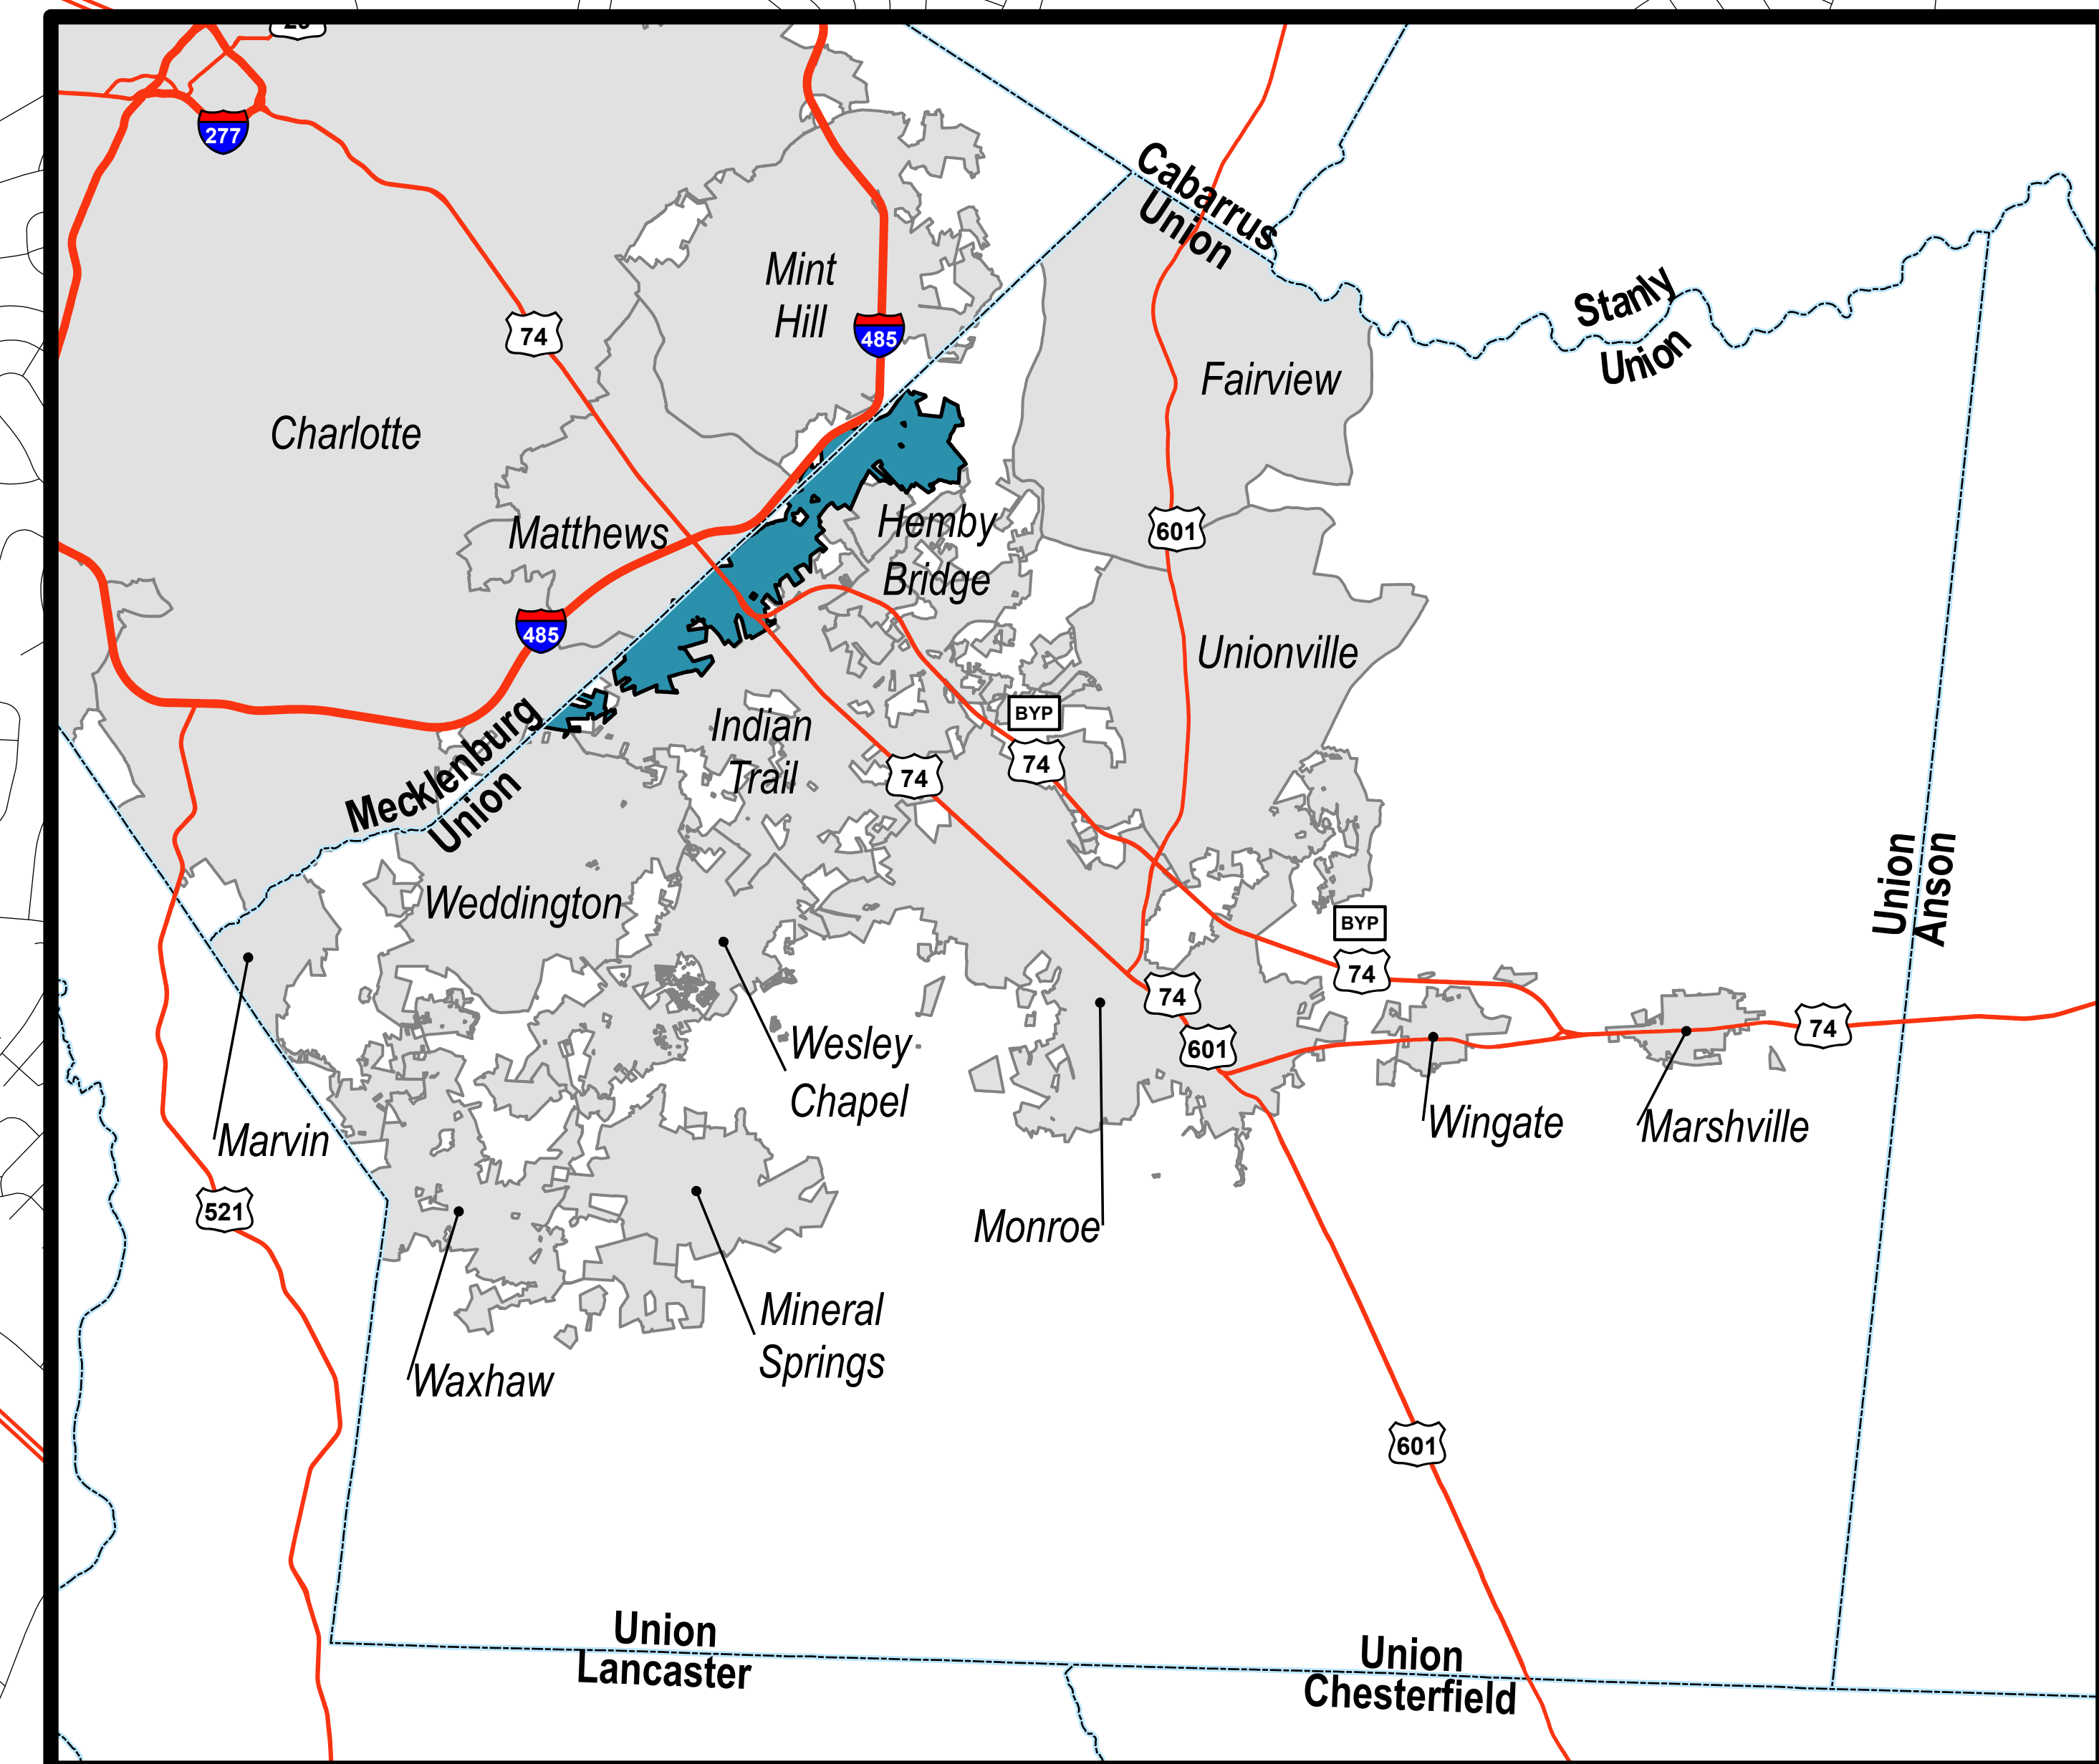 277
Cabarrus
Union
Mint
Hill
Stanly
Union
74
485
Fairview
Charlotte
Matthews
Hemby
Bridge
601
485
Unionville
Indian
Trail
BYP
74
74
Mecklenburg
Union
Weddington
Union
Anson
BYP
74
74
601
74
Wesley
Chapel
Marvin
Wingate
Marshville
521
Monroe
Mineral
Springs
Waxhaw
601
Union
Lancaster
Union
Chesterfield